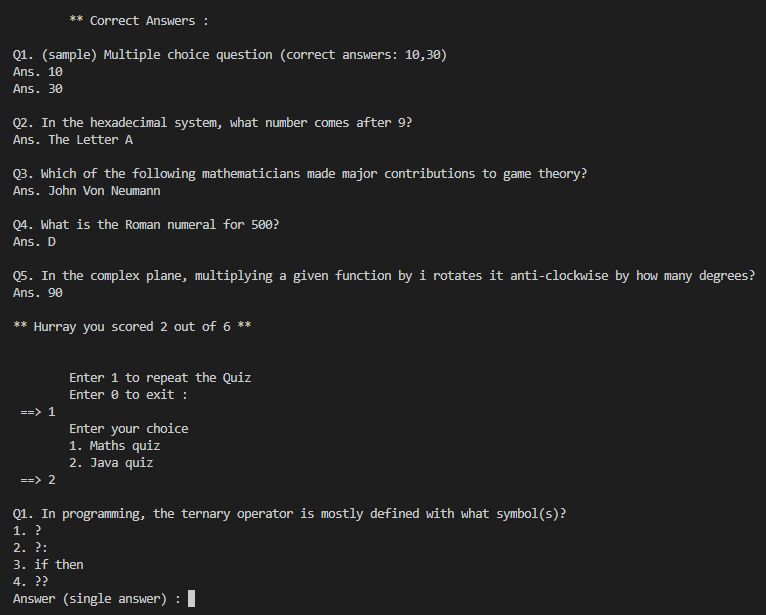 ** Correct Answers :
Q1. (sample) Multiple choice question (correct answers: 10,30)
Ans. 10
Ans. 30
Q2. In the hexadecimal system, what number comes after 9?
Ans. The Letter A
Q3. Which of the following mathematicians made major contributions to game theory?
Ans. John Von Neumann
Q4. What is the Roman numeral for 500?
Ans. D
Q5. In the complex plane, multiplying a given function by i rotates it anti-clockwise by how many degrees?
Ans. 90
** Hurray you scored 2 out of 6 **
Enter 1 to repeat the Quiz
Enter 0 to exit :
==> 1
Enter your choice
1. Maths quiz
2. Java quiz
==> 2
Q1. In programming, the ternary operator is mostly defined with what symbol(s)?
1. ?
2. ?:
3. if then
4. ??
Answer (single answer) :